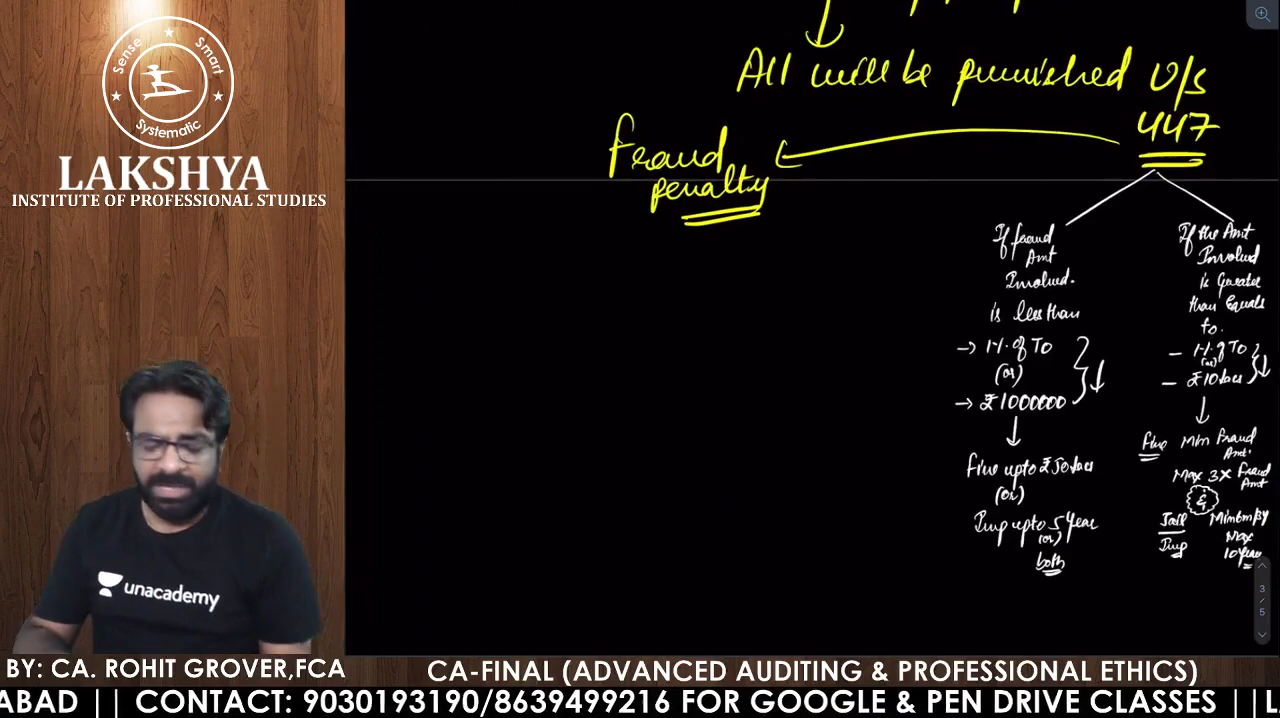 Sense
Smart
Systematic
LAKSHYA
INSTITUTE OF PROFESSIONAL STUDIES
unacademy
All will be punished U/s
447
fraud
penalty
If fraud
Amt
Involved.
is less than
→ 1%. of TO
(or)
→ ₹1000000
Fine upto ₹50 lacs
(or)
Imp upto 5 year
(or)
both
If the Amt
Involved
is Greater
than Equals
to.
- 1%. of TO
(or)
- ₹10 lacs
Fine Min Fraud
Amt.
Max 3X Fraud
Amt
&
Jail Min 6m
Imp Max
10 year
3
/
5
BY: CA. ROHIT GROVER,FCA
CA-FINAL (ADVANCED AUDITING & PROFESSIONAL ETHICS)
ABAD || CONTACT: 9030193190/8639499216 FOR GOOGLE & PEN DRIVE CLASSES ||